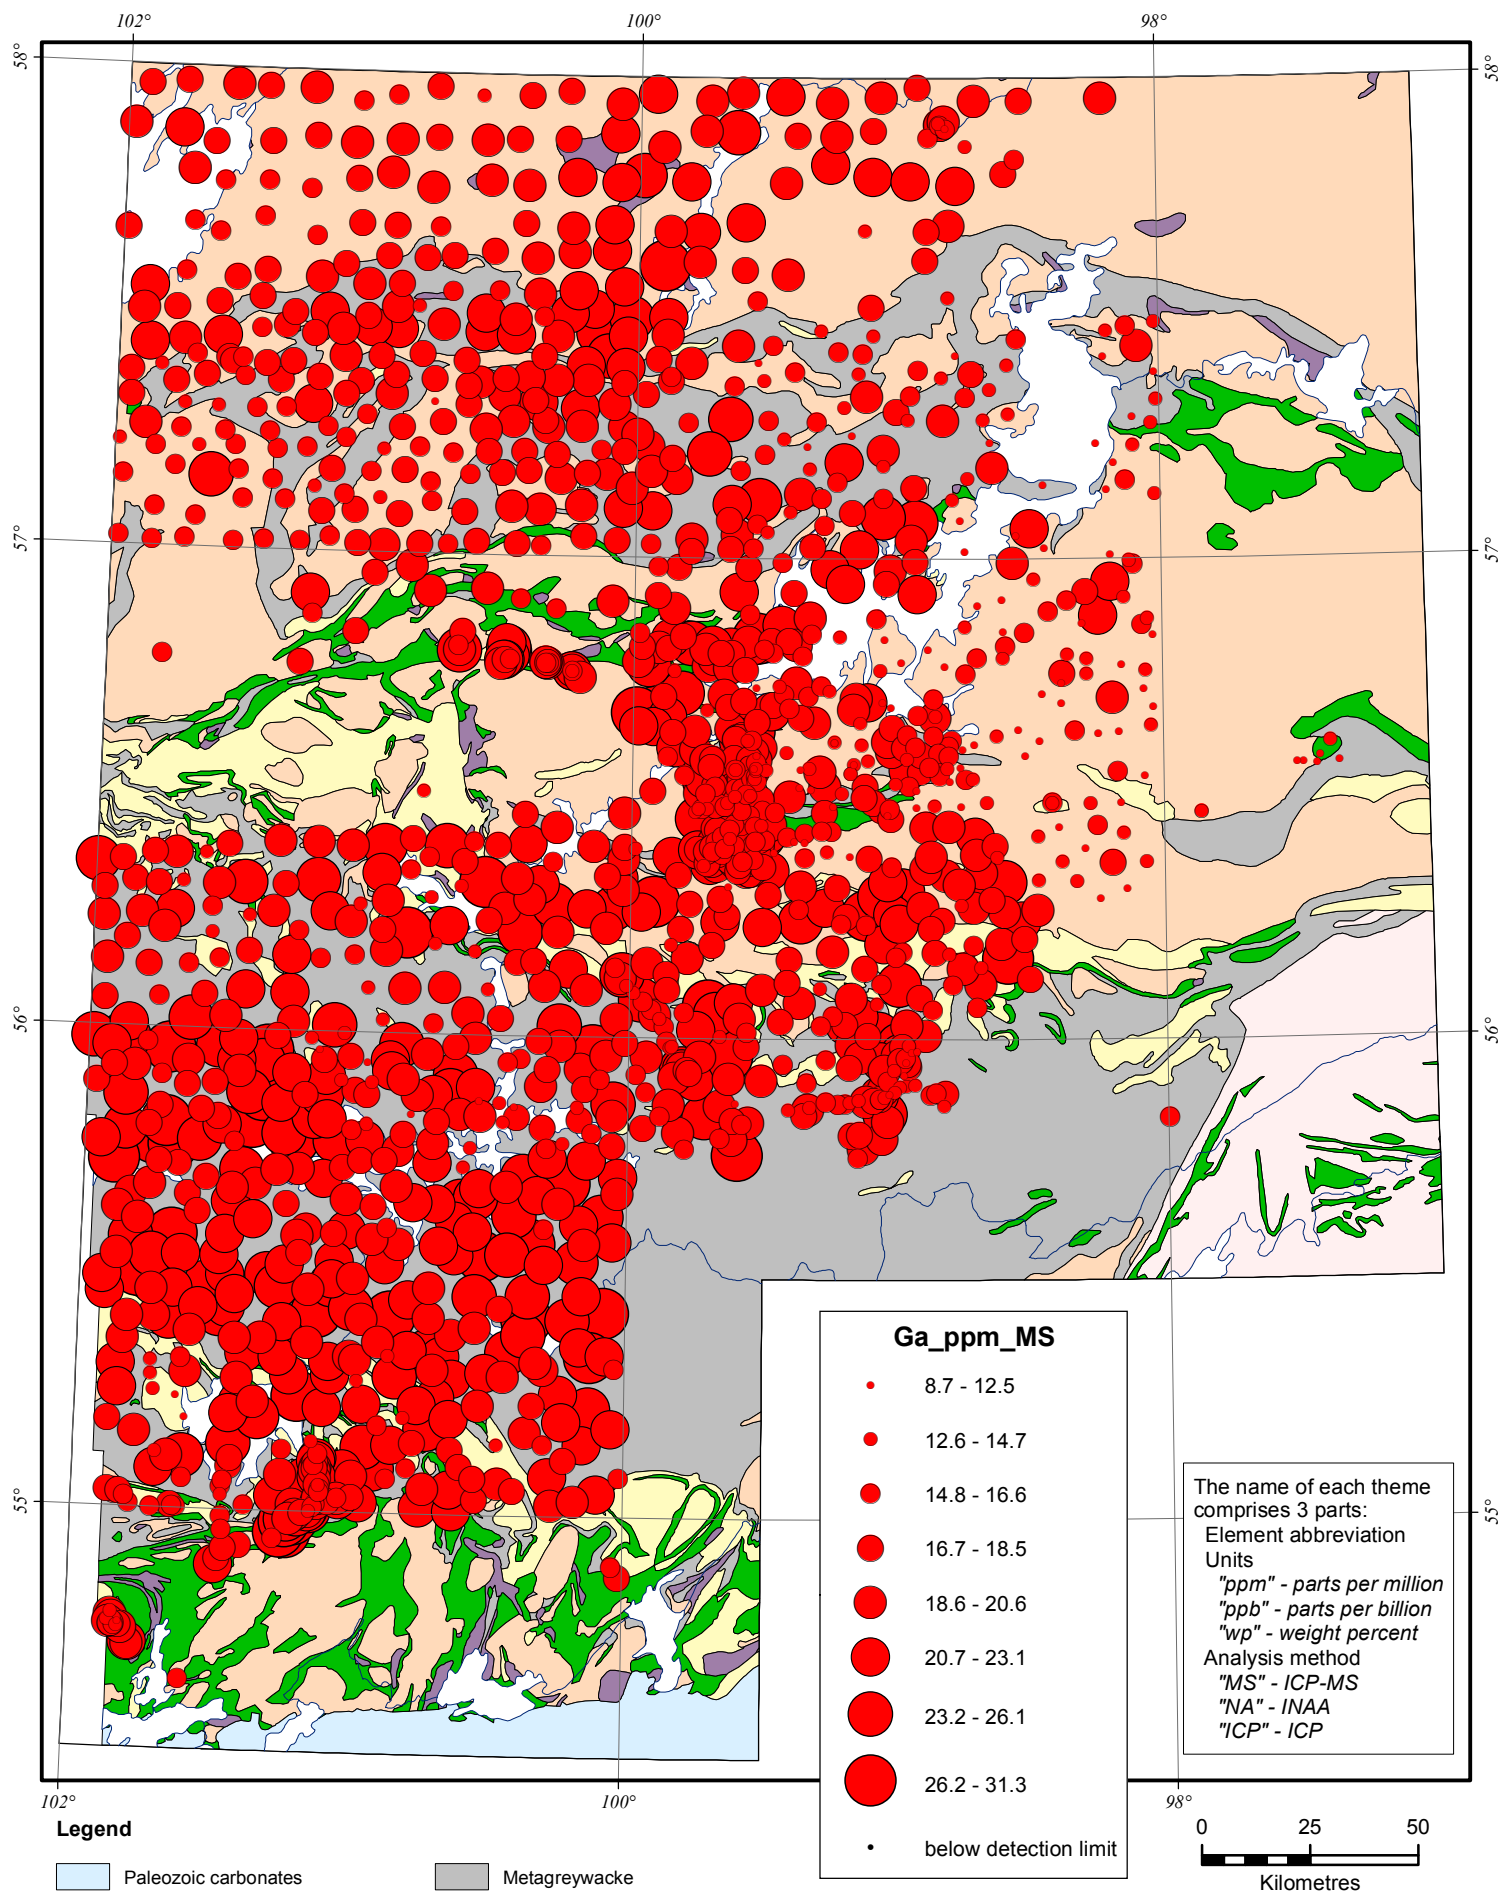 102° 100° 98°
58° 58°
57° 57°
56° 56°
55° 55°
Ga_ppm_MS
8.7 - 12.5
12.6 - 14.7
14.8 - 16.6
16.7 - 18.5
18.6 - 20.6
20.7 - 23.1
23.2 - 26.1
26.2 - 31.3
below detection limit
The name of each theme
comprises 3 parts:
Element abbreviation
Units
"ppm" - parts per million
"ppb" - parts per billion
"wp" - weight percent
Analysis method
"MS" - ICP-MS
"NA" - INAA
"ICP" - ICP
102° 100° 98°
Legend
Paleozoic carbonates
Metagreywacke
0 25 50
Kilometres